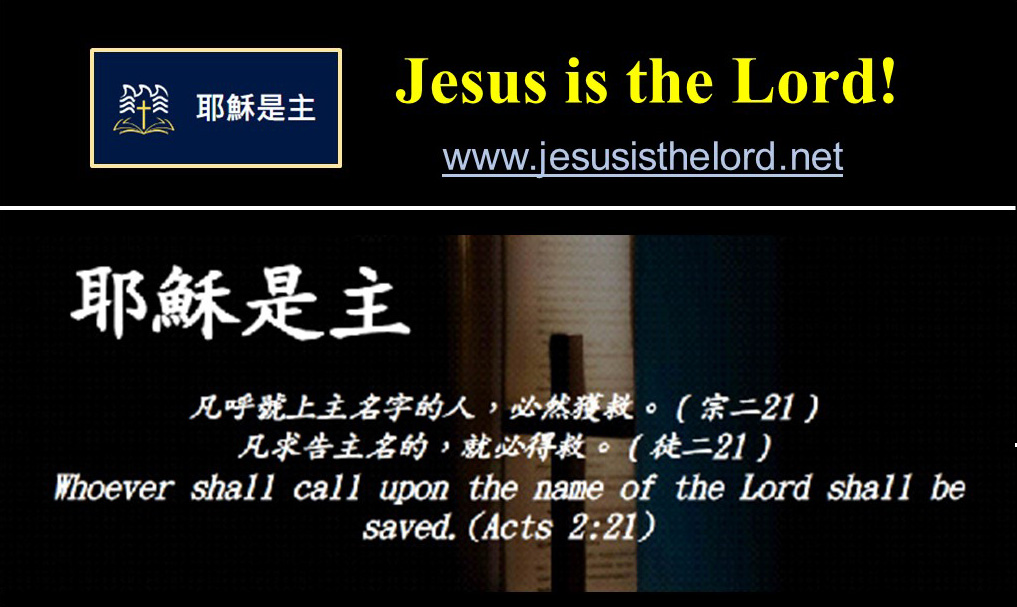 耶穌是主
Jesus is the Lord!
www.jesusisthelord.net
耶穌是主
凡呼號上主名字的人，必然獲救。（宗二21）
凡求告主名的，就必得救。（徒二21）
Whoever shall call upon the name of the Lord shall be
saved.(Acts 2:21)